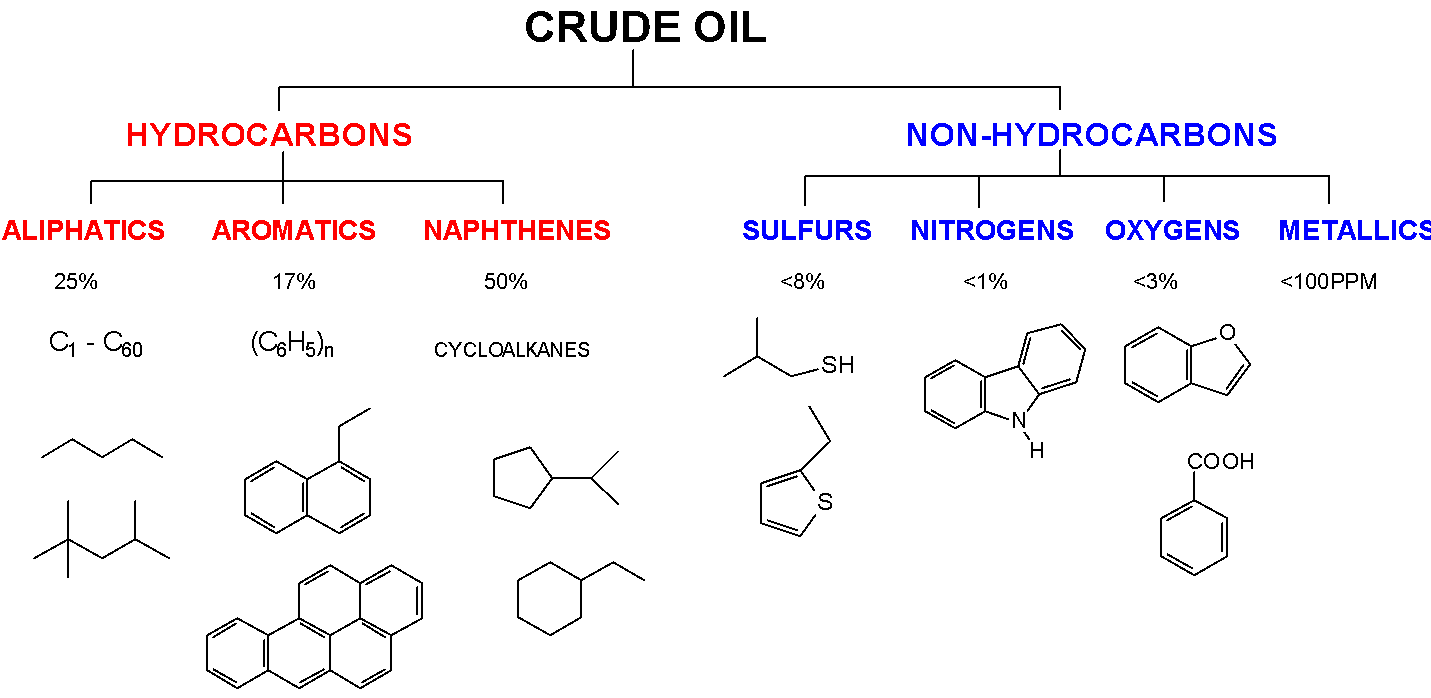 CRUDE OIL
HYDROCARBONS
NON-HYDROCARBONS
ALIPHATICS
AROMATICS
NAPHTHENES
SULFURS
NITROGENS
OXYGENS
METALLICS
25%
17%
50%
<8%
<1%
<3%
<100PPM
C₁ - C₆₀
(C₆H₅)ₙ
CYCLOALKANES
SH
S
N
H
O
COOH